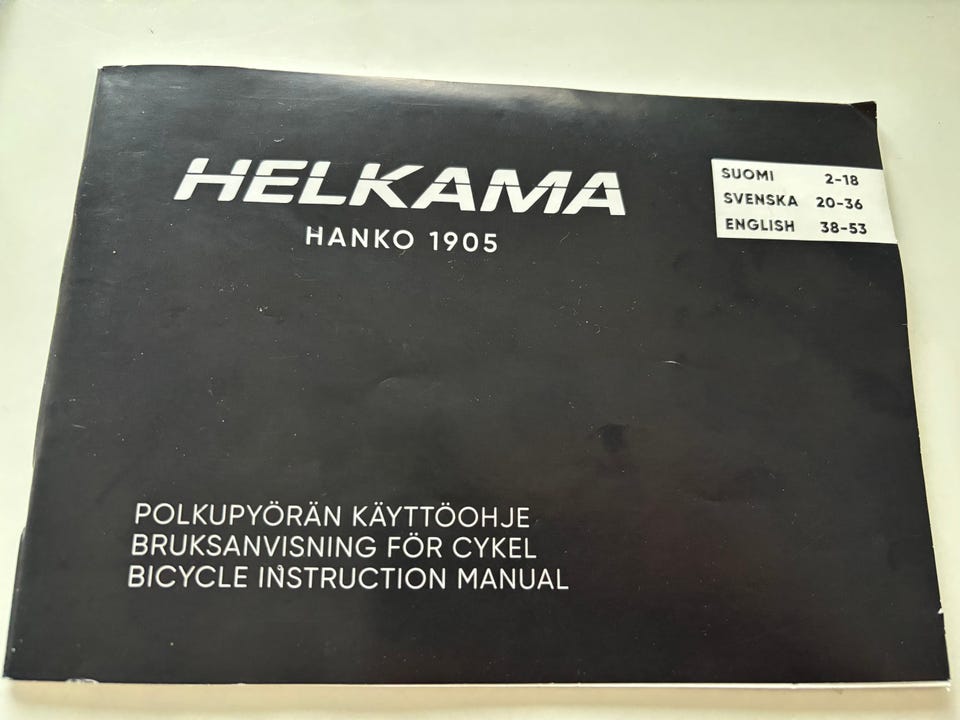 HELKAMA
HANKO 1905
SUOMI 2-18
SVENSKA 20-36
ENGLISH 38-53
POLKUPYÖRÄN KÄYTTÖOHJE
BRUKSANVISNING FÖR CYKEL
BICYCLE INSTRUCTION MANUAL